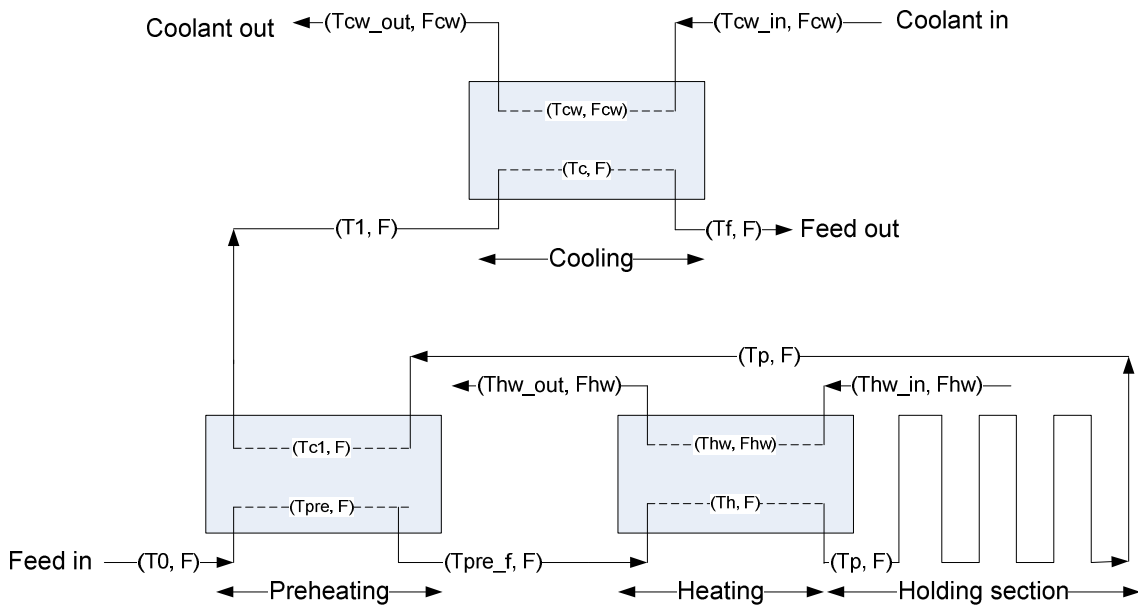 Coolant out
(Tcw_out, Fcw)
(Tcw_in, Fcw)
Coolant in
(Tcw, Fcw)
(Tc, F)
(T1, F)
(Tf, F)
Feed out
Cooling
(Tp, F)
(Thw_out, Fhw)
(Thw_in, Fhw)
(Tc1, F)
(Thw, Fhw)
(Tpre, F)
(Th, F)
Feed in
(T0, F)
(Tpre_f, F)
(Tp, F)
Preheating
Heating
Holding section